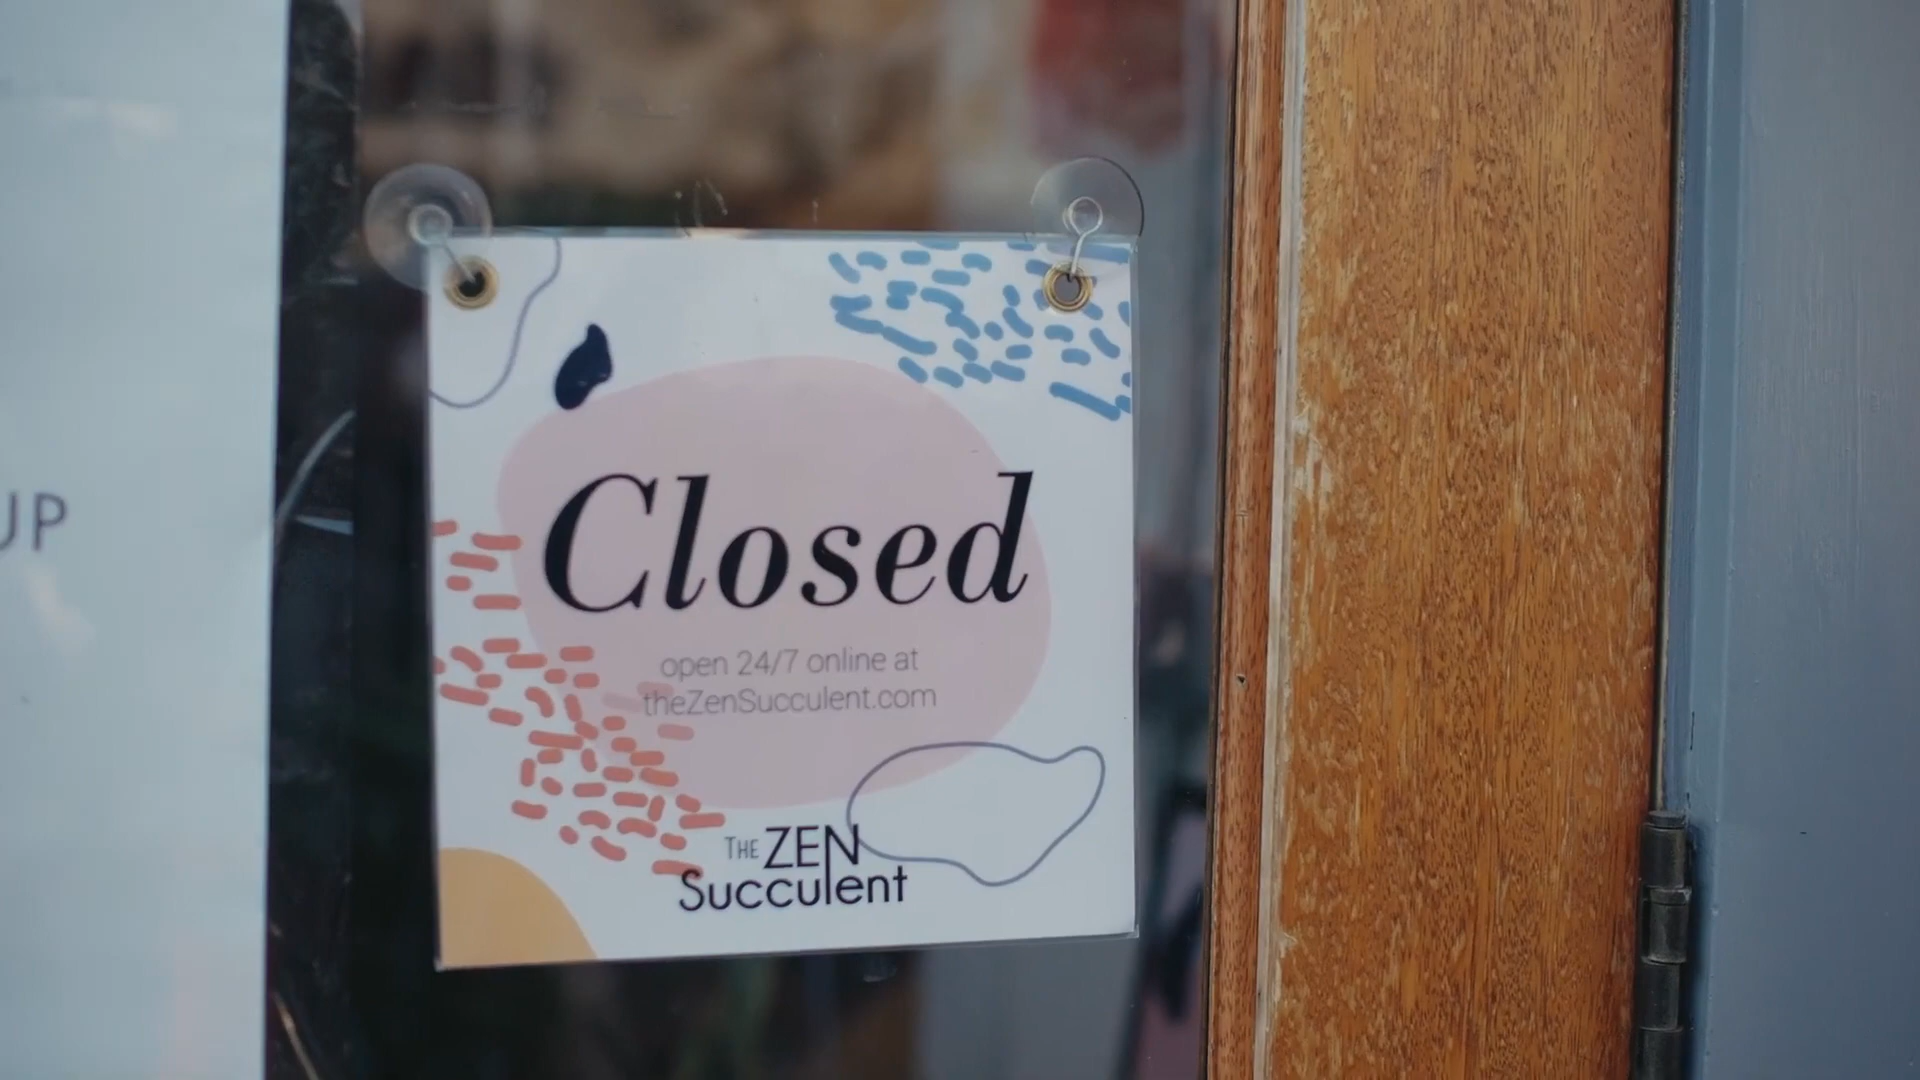 UP
Closed
open 24/7 online at
theZenSucculent.com
THE ZEN
Succulent